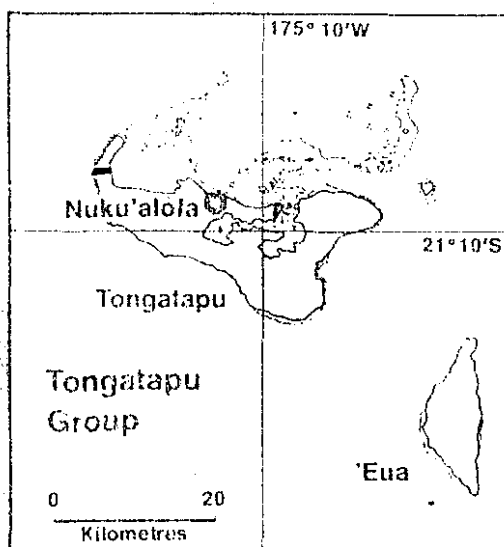 175° 10'W
Nuku'alofa
21° 10'S
Tongatapu
Tongatapu
Group
'Eua
0 20
Kilometres